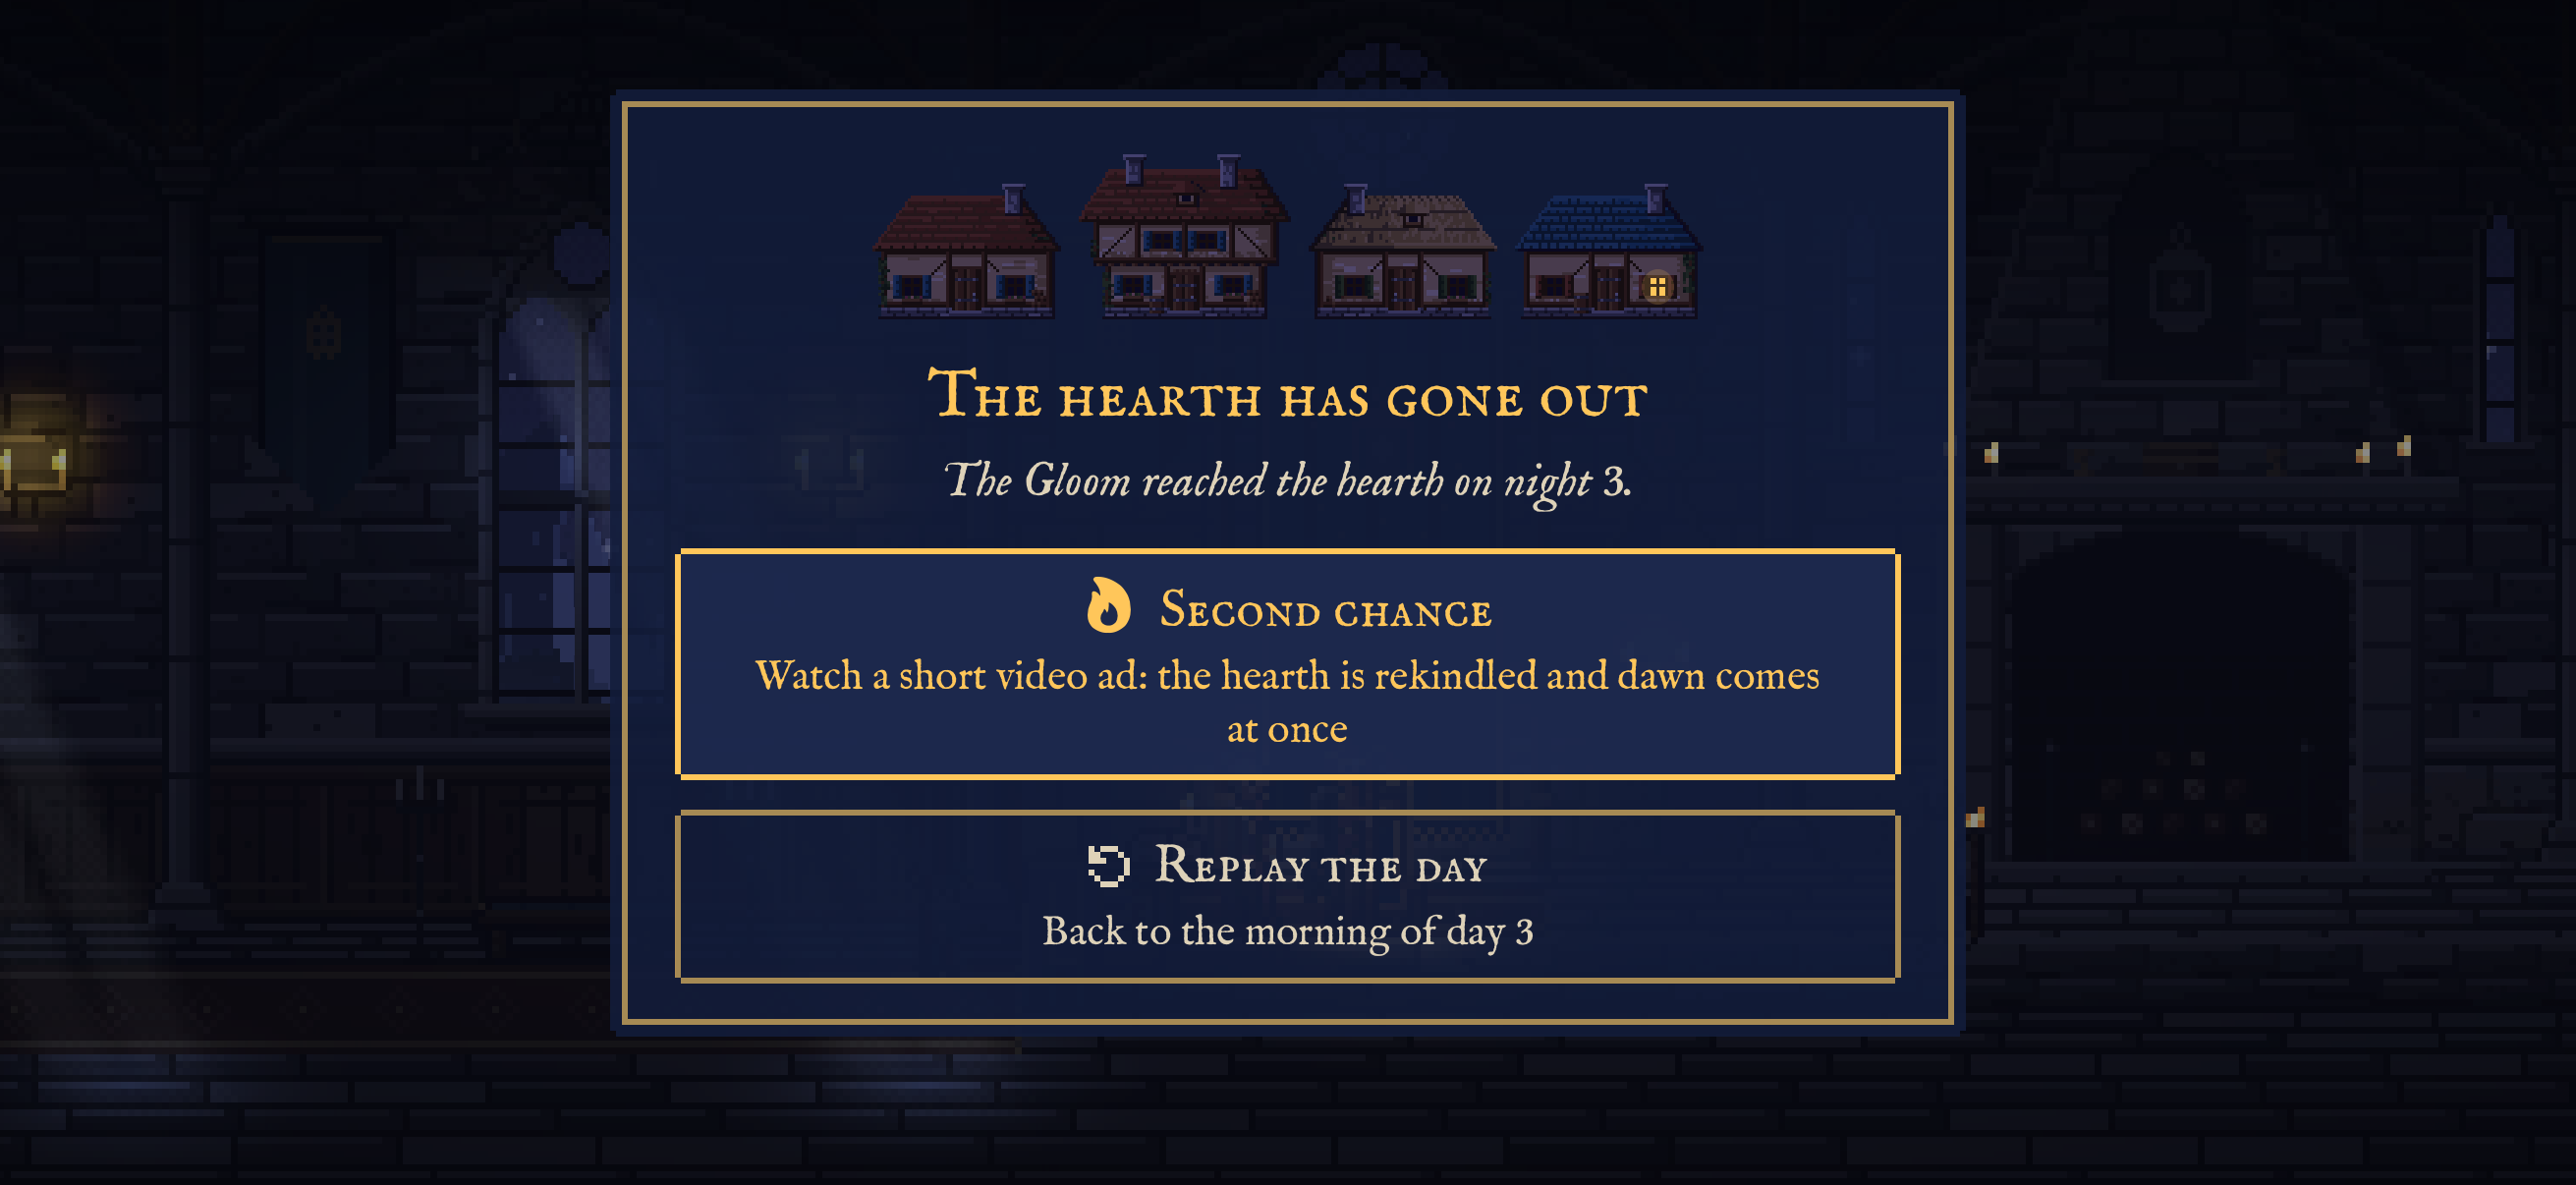 The hearth has gone out
The Gloom reached the hearth on night 3.
Second chance
Watch a short video ad: the hearth is rekindled and dawn comes
at once
Replay the day
Back to the morning of day 3